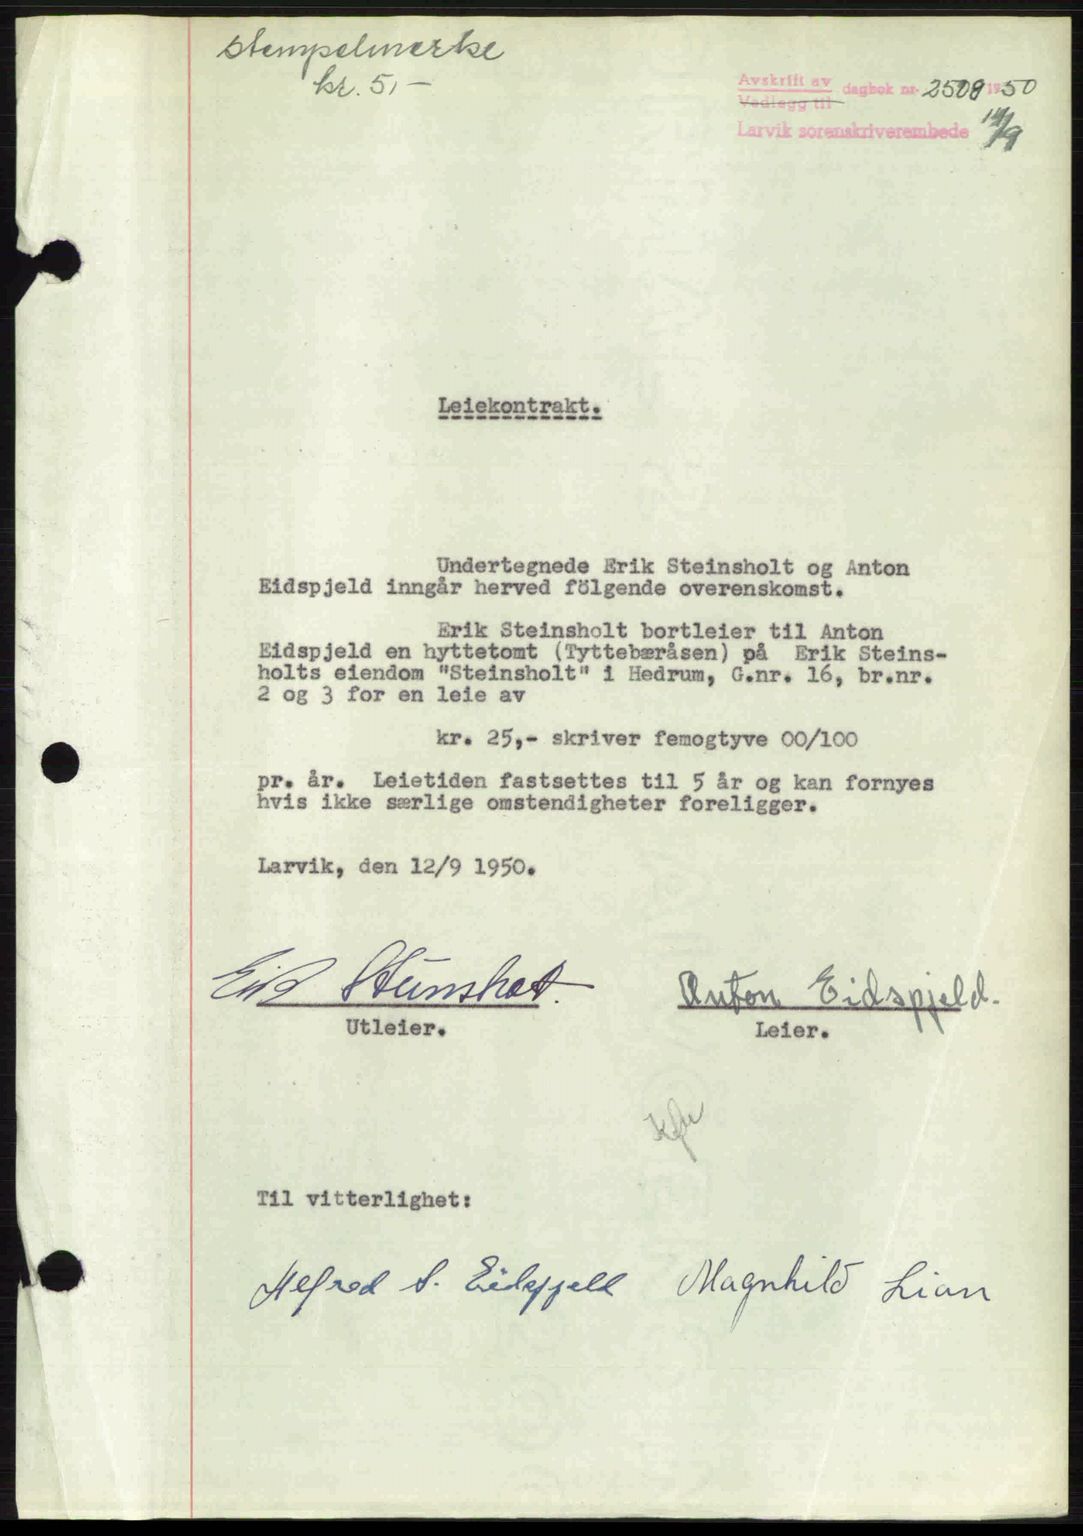 Stempelmerke
kr. 5,-
Avskrift av
Vedlegg til
dagbok nr. 2508 1950
Larvik sorenskriverembede 14/9
Leiekontrakt.
Undertegnede Erik Steinsholt og Anton
Eidspjeld inngår herved fölgende overenskomst.
Erik Steinsholt bortleier til Anton
Eidspjeld en hyttetomt (Tyttebæråsen) på Erik Steins-
holts eiendom "Steinsholt" i Hedrum, G.nr. 16, br.nr.
2 og 3 for en leie av
kr. 25,- skriver femogtyve 00/100
pr. år. Leietiden fastsettes til 5 år og kan fornyes
hvis ikke særlige omstendigheter foreligger.
Larvik, den 12/9 1950.
Erik Steinsholt. Anton Eidspjeld.
Utleier. Leier.
Til vitterlighet:
Alfred S. Eidspjeld Magnhild Lian